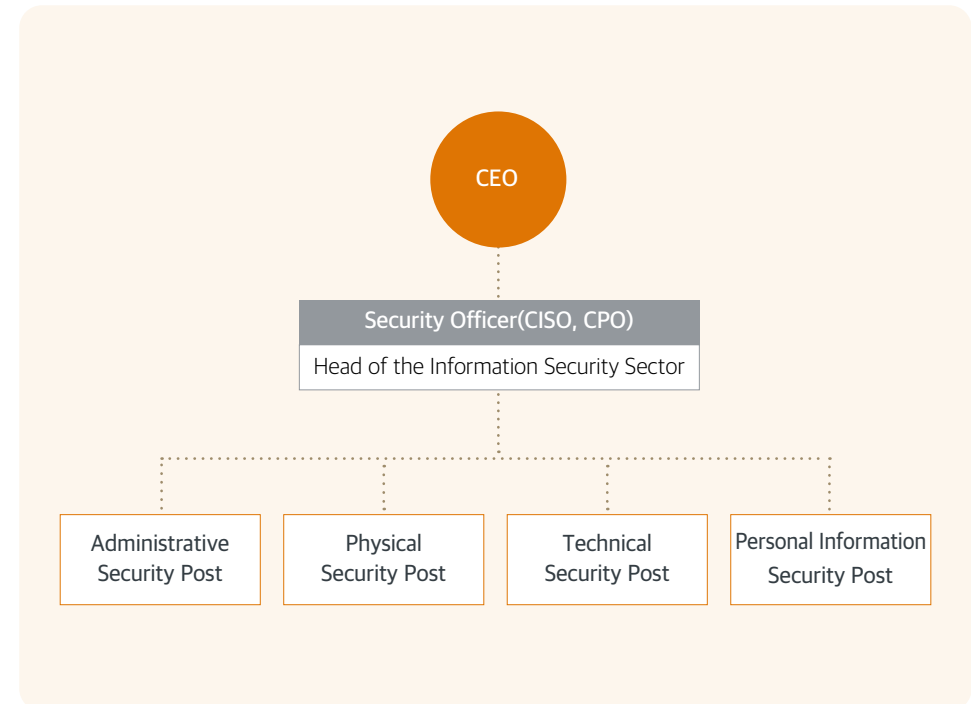 CEO
Security Officer(CISO, CPO)
Head of the Information Security Sector
Administrative
Security Post
Physical
Security Post
Technical
Security Post
Personal Information
Security Post